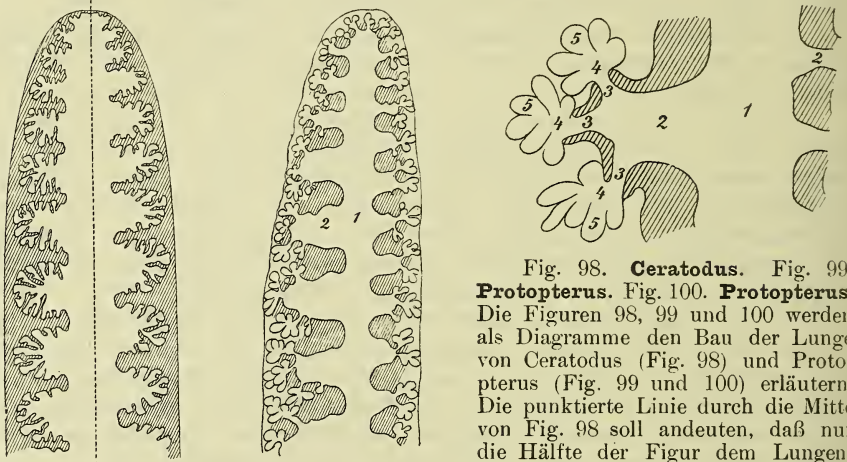 5
4
3
5
4
3
2
1
2
3
4
5
2
1
Fig. 98. Ceratodus. Fig. 99
Protopterus. Fig. 100. Protopterus
Die Figuren 98, 99 und 100 werden
als Diagramme den Bau der Lunge
von Ceratodus (Fig. 98) und Proto-
pterus (Fig. 99 und 100) erläutern
Die punktierte Linie durch die Mitte
von Fig. 98 soll andeuten, daß nur
die Hälfte der Figur dem Lungen-